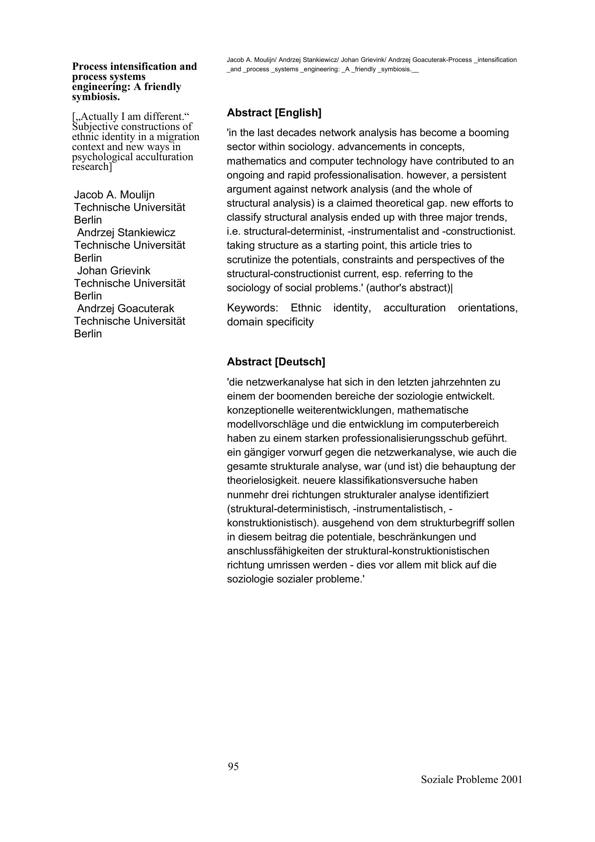 Jacob A. Moulijn/ Andrzej Stankiewicz/ Johan Grievink/ Andrzej Goacuterak-Process _intensification
_and _process _systems _engineering: _A _friendly _symbiosis.__
Process intensification and
process systems
engineering: A friendly
symbiosis.
[„Actually I am different.“
Subjective constructions of
ethnic identity in a migration
context and new ways in
psychological acculturation
research]
Jacob A. Moulijn
Technische Universität
Berlin
Andrzej Stankiewicz
Technische Universität
Berlin
Johan Grievink
Technische Universität
Berlin
Andrzej Goacuterak
Technische Universität
Berlin
Abstract [English]
'in the last decades network analysis has become a booming
sector within sociology. advancements in concepts,
mathematics and computer technology have contributed to an
ongoing and rapid professionalisation. however, a persistent
argument against network analysis (and the whole of
structural analysis) is a claimed theoretical gap. new efforts to
classify structural analysis ended up with three major trends,
i.e. structural-determinist, -instrumentalist and -constructionist.
taking structure as a starting point, this article tries to
scrutinize the potentials, constraints and perspectives of the
structural-constructionist current, esp. referring to the
sociology of social problems.' (author's abstract)|
Keywords: Ethnic identity, acculturation orientations,
domain specificity
Abstract [Deutsch]
'die netzwerkanalyse hat sich in den letzten jahrzehnten zu
einem der boomenden bereiche der soziologie entwickelt.
konzeptionelle weiterentwicklungen, mathematische
modellvorschläge und die entwicklung im computerbereich
haben zu einem starken professionalisierungsschub geführt.
ein gängiger vorwurf gegen die netzwerkanalyse, wie auch die
gesamte strukturale analyse, war (und ist) die behauptung der
theorielosigkeit. neuere klassifikationsversuche haben
nunmehr drei richtungen strukturaler analyse identifiziert
(struktural-deterministisch, -instrumentalistisch, -
konstruktionistisch). ausgehend von dem strukturbegriff sollen
in diesem beitrag die potentiale, beschränkungen und
anschlussfähigkeiten der struktural-konstruktionistischen
richtung umrissen werden - dies vor allem mit blick auf die
soziologie sozialer probleme.'
95
Soziale Probleme 2001